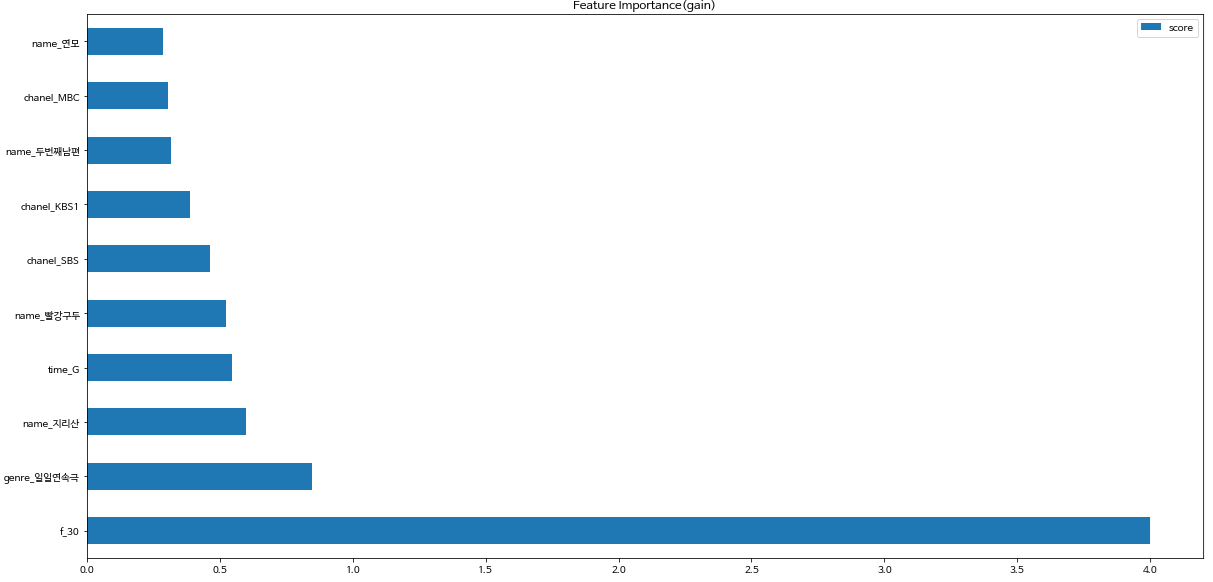 Feature Importance(gain)
score
name_연모
chanel_MBC
name_두번째남편
chanel_KBS1
chanel_SBS
name_빨강구두
time_G
name_지리산
genre_일일연속극
f_30
0.0 0.5 1.0 1.5 2.0 2.5 3.0 3.5 4.0